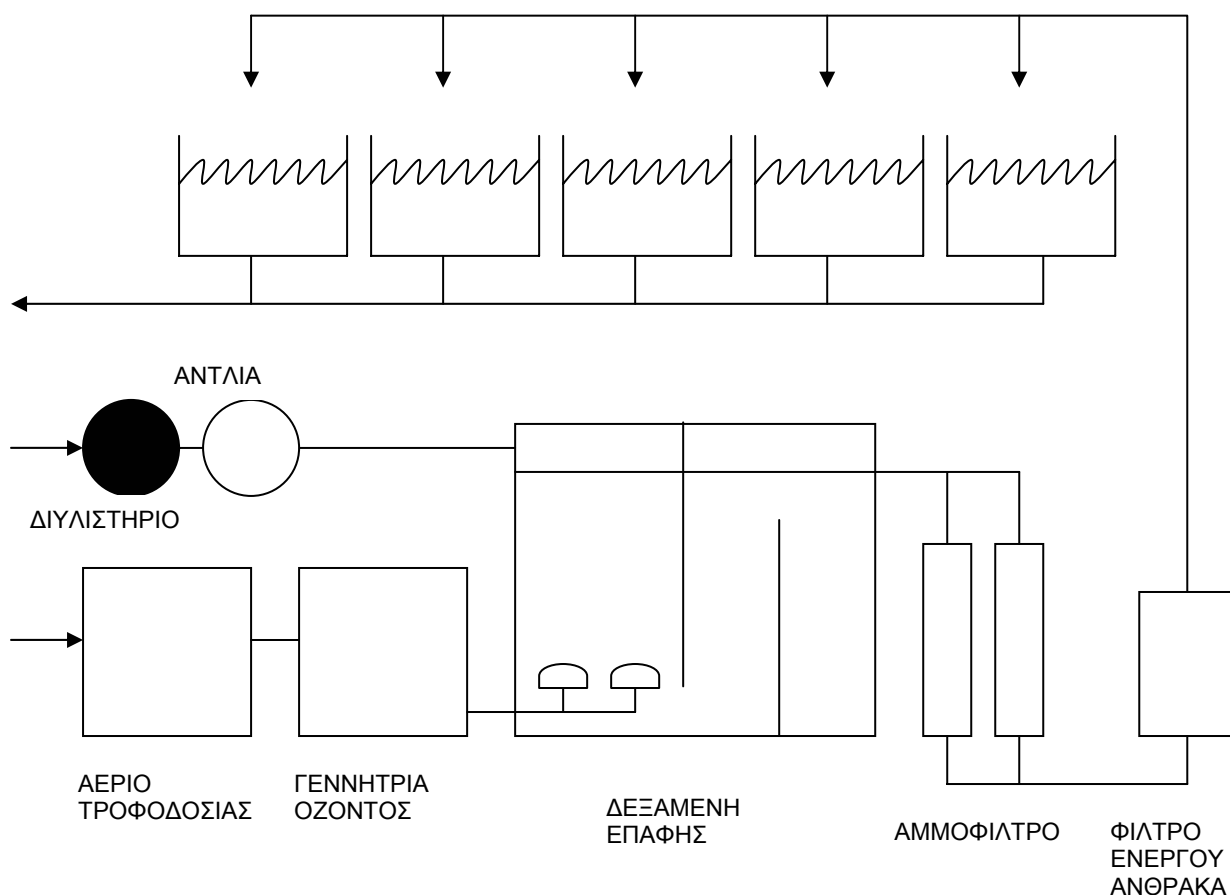 ΑΝΤΛΙΑ
ΔΙΥΛΙΣΤΗΡΙΟ
ΑΕΡΙΟ
ΤΡΟΦΟΔΟΣΙΑΣ
ΓΕΝΝΗΤΡΙΑ
ΟΖΟΝΤΟΣ
ΔΕΞΑΜΕΝΗ
ΕΠΑΦΗΣ
ΑΜΜΟΦΙΛΤΡΟ
ΦΙΛΤΡΟ
ΕΝΕΡΓΟΥ
ΑΝΘΡΑΚΑ